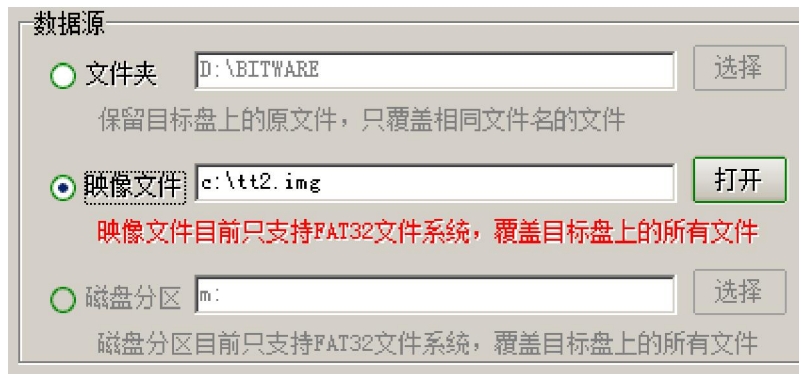 数据源
文件夹 D:\BITWARE 选择
保留目标盘上的原文件，只覆盖相同文件名的文件
映像文件 c:\tt2.img 打开
映像文件目前只支持FAT32文件系统，覆盖目标盘上的所有文件
磁盘分区 m: 选择
磁盘分区目前只支持FAT32文件系统，覆盖目标盘上的所有文件